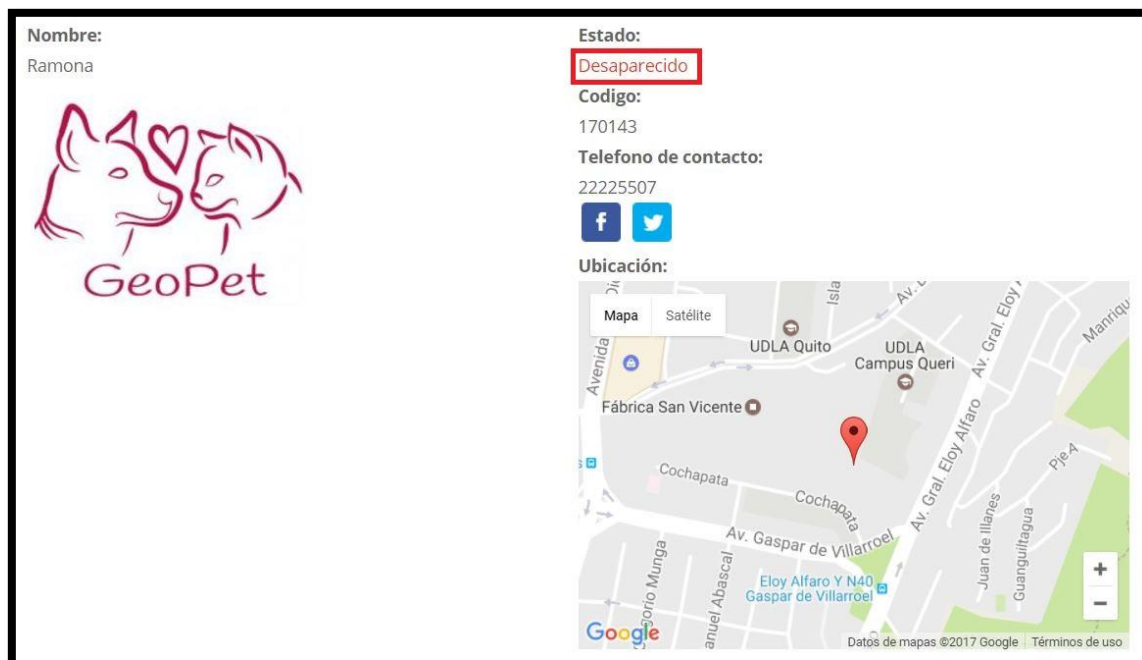 Nombre:
Ramona
GeoPet
Estado:
Desaparecido
Codigo:
170143
Telefono de contacto:
22225507
f
Ubicación:
Mapa
Satélite
Isla
UDLA Quito
UDLA
Campus Queri
Av. Gral. Eloy
Avenida
Fábrica San Vicente
Av. Gral. Eloy Alfaro
Pje A
Cochapata
Cochapata
Av. Gaspar de Villarroel
Juan de Illanes
Guanguiltagua
Eloy Alfaro Y N40
Gaspar de Villarroel
Google
Datos de mapas ©2017 Google
Términos de uso
+
−